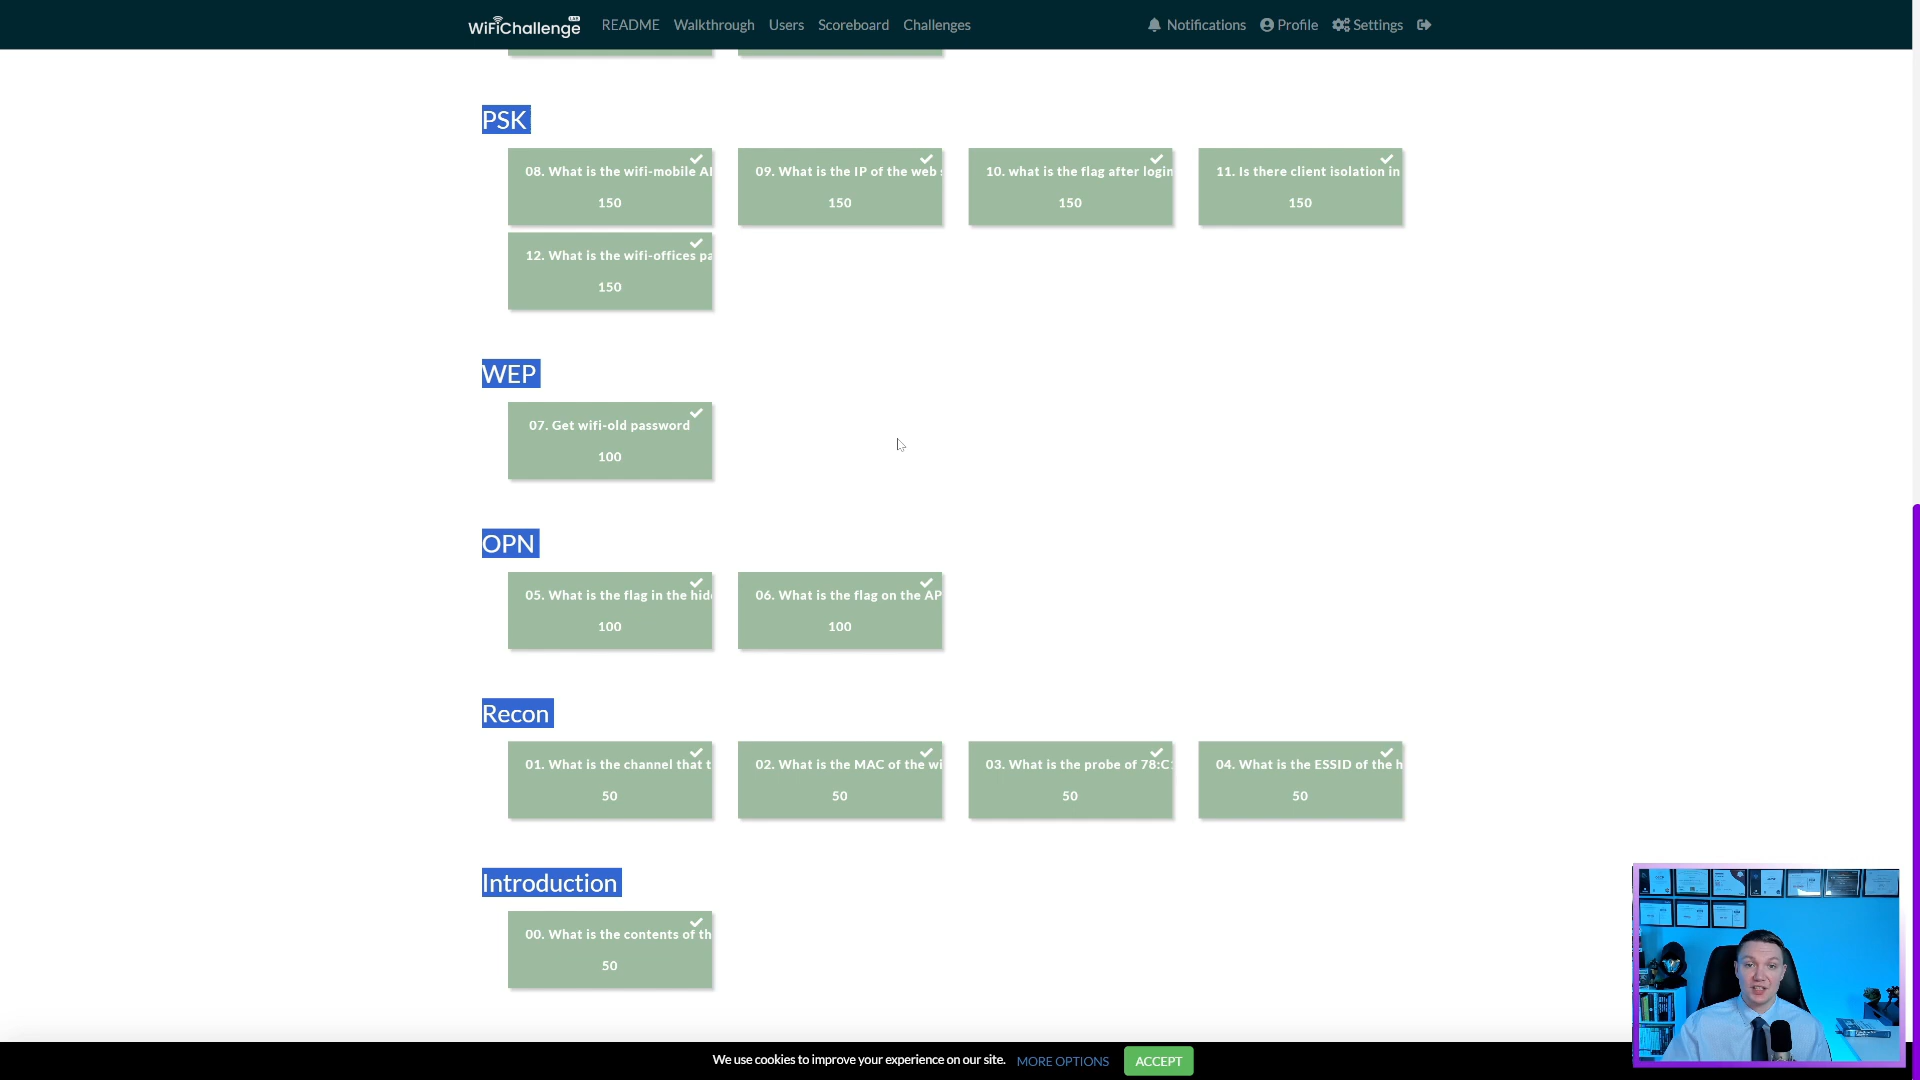 WiFiChallenge LAB README Walkthrough Users Scoreboard Challenges Notifications Profile Settings
PSK
08. What is the wifi-mobile AP
150
09. What is the IP of the web s
150
10. what is the flag after login
150
11. Is there client isolation in
150
12. What is the wifi-offices pa
150
WEP
07. Get wifi-old password
100
OPN
05. What is the flag in the hid
100
06. What is the flag on the AP
100
Recon
01. What is the channel that t
50
02. What is the MAC of the wi
50
03. What is the probe of 78:C
50
04. What is the ESSID of the h
50
Introduction
00. What is the contents of th
50
We use cookies to improve your experience on our site. MORE OPTIONS ACCEPT